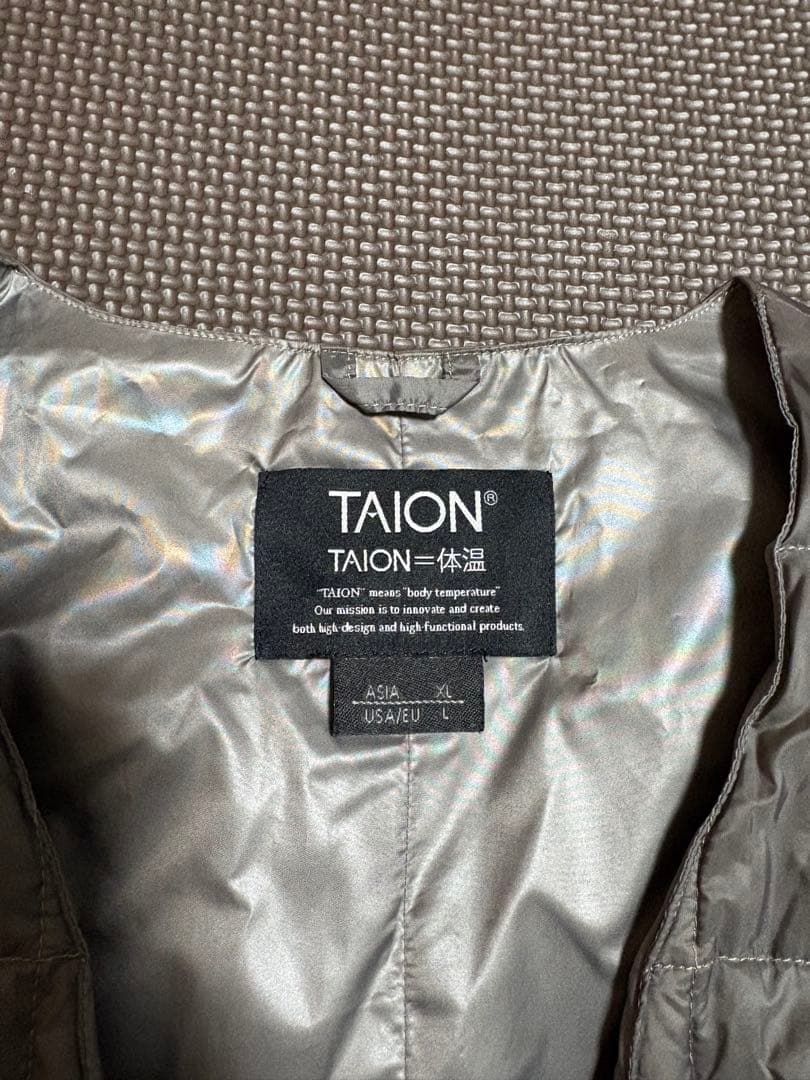 TAION®
TAION=体温
"TAION" means "body temperature"
Our mission is to innovate and create
both high-design and high-functional products.
ASIA XL
USA/EU L